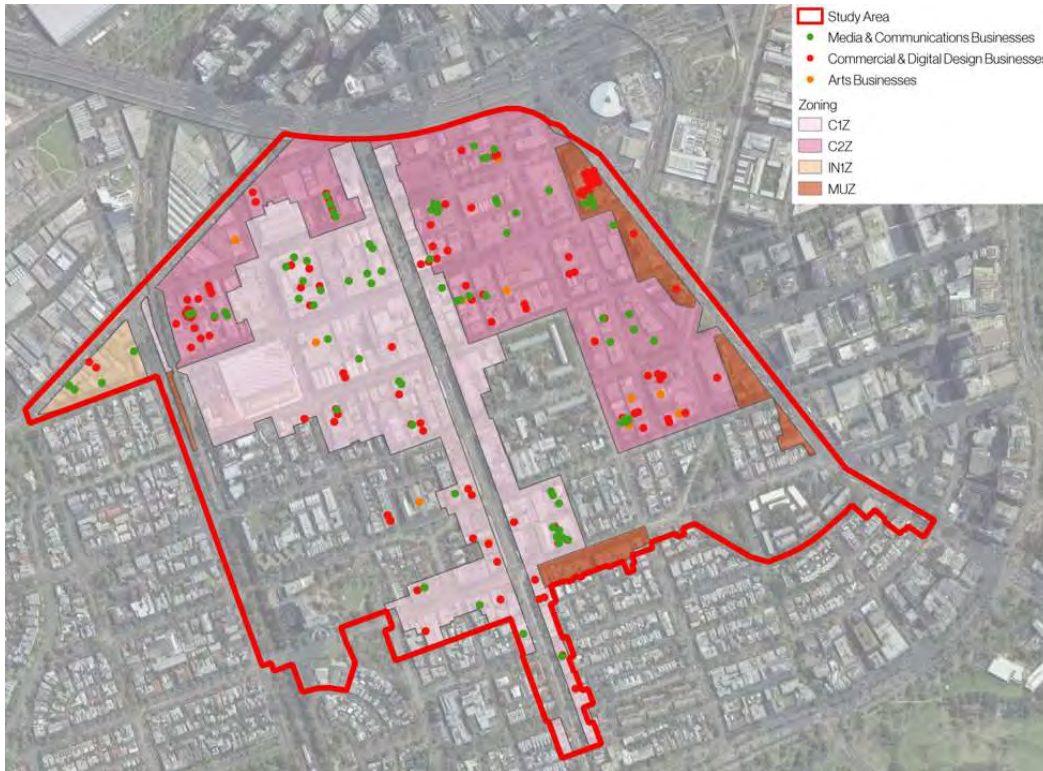 Study Area
Media & Communications Businesses
Commercial & Digital Design Businesses
Arts Businesses
Zoning
C1Z
C2Z
IN1Z
MUZ